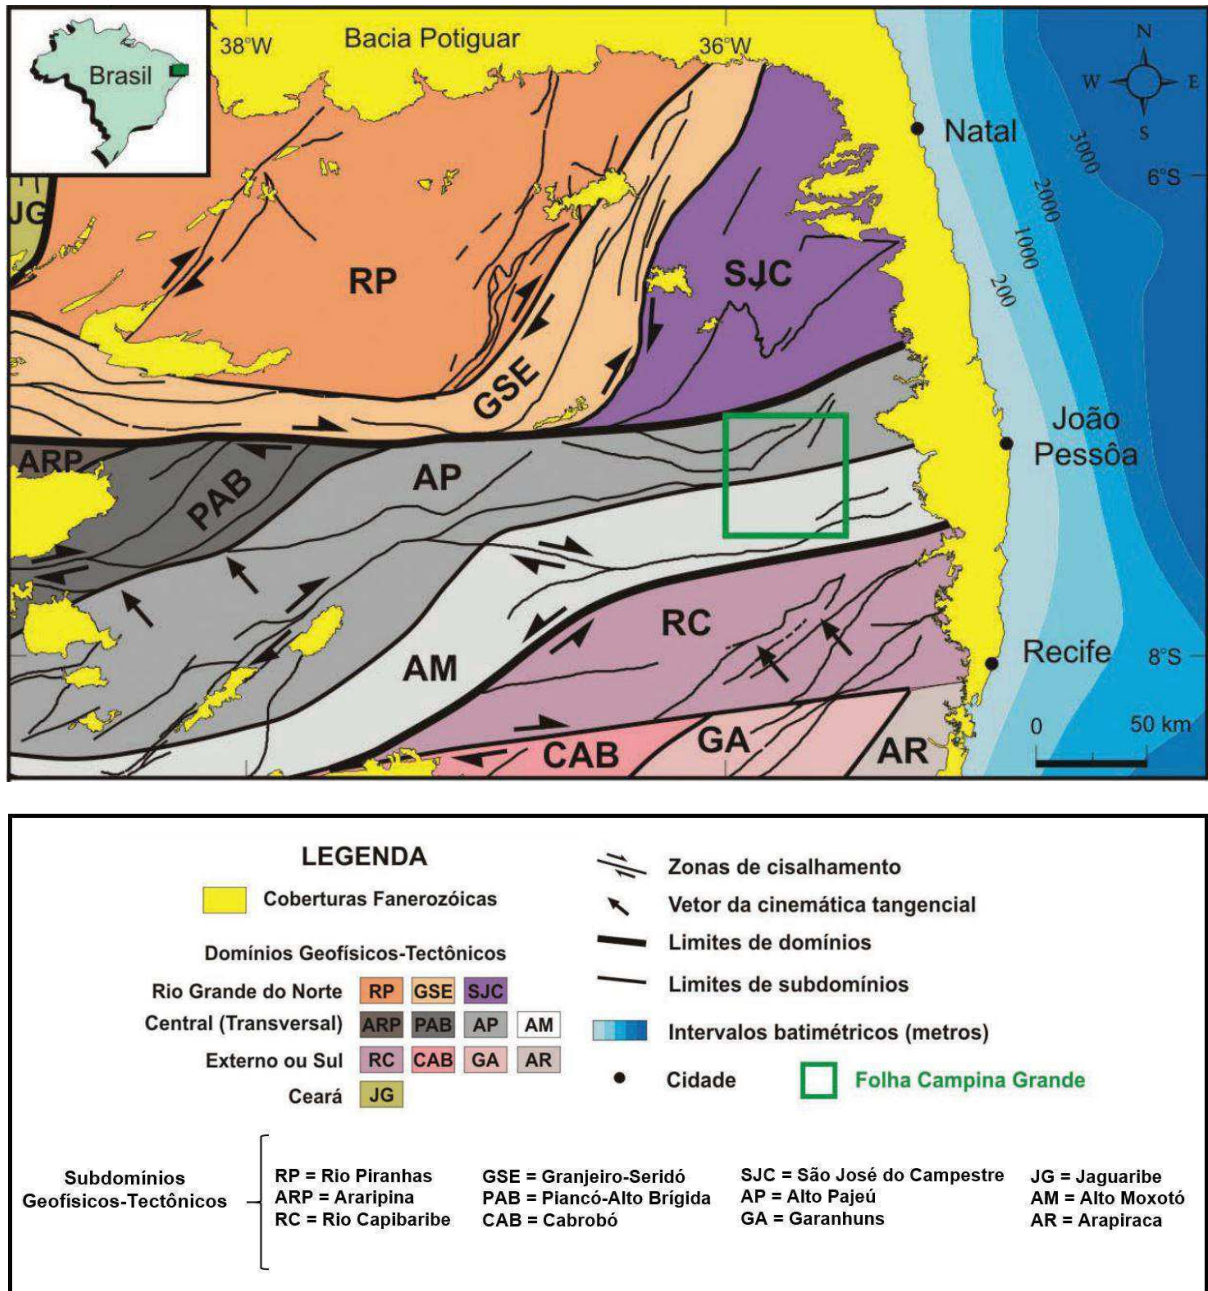 38°W
Bacia Potiguar
36°W
Brasil
N
W
E
S
Natal
6°S
3000
2000
1000
200
JG
RP
SJC
GSE
João
Pessôa
ARP
PAB
AP
RC
AM
Recife
8°S
0
50 km
CAB
GA
AR
LEGENDA
Coberturas Fanerozóicas
Domínios Geofísicos-Tectônicos
Rio Grande do Norte RP GSE SJC
Central (Transversal) ARP PAB AP AM
Externo ou Sul RC CAB GA AR
Ceará JG
Zonas de cisalhamento
Vetor da cinemática tangencial
Limites de domínios
Limites de subdomínios
Intervalos batimétricos (metros)
Cidade
Folha Campina Grande
Subdomínios
Geofísicos-Tectônicos
RP = Rio Piranhas
ARP = Araripina
RC = Rio Capibaribe
GSE = Granjeiro-Seridó
PAB = Piancó-Alto Brígida
CAB = Cabrobó
SJC = São José do Campestre
AP = Alto Pajeú
GA = Garanhuns
JG = Jaguaribe
AM = Alto Moxotó
AR = Arapiraca